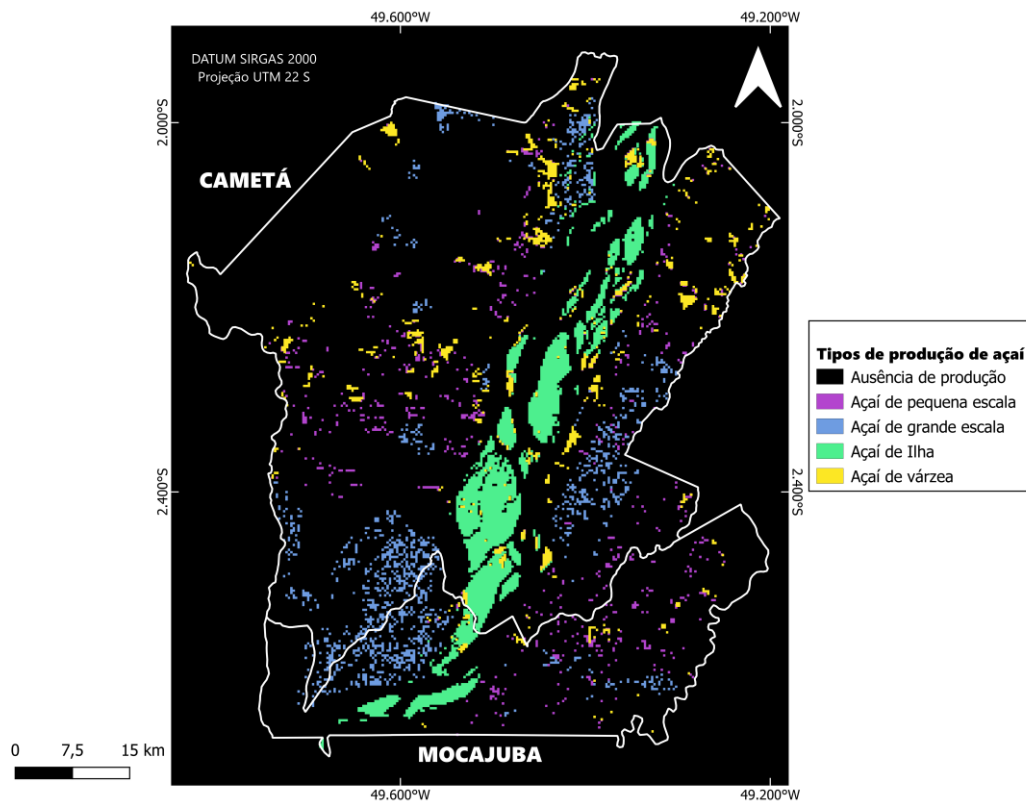 49.600°W
49.200°W
DATUM SIRGAS 2000
Projeção UTM 22 S
2.000°S
2.000°S
CAMETÁ
Tipos de produção de açaí
Ausência de produção
Açaí de pequena escala
Açaí de grande escala
Açaí de Ilha
Açaí de várzea
2.400°S
2.400°S
0 7,5 15 km
MOCAJUBA
49.600°W
49.200°W